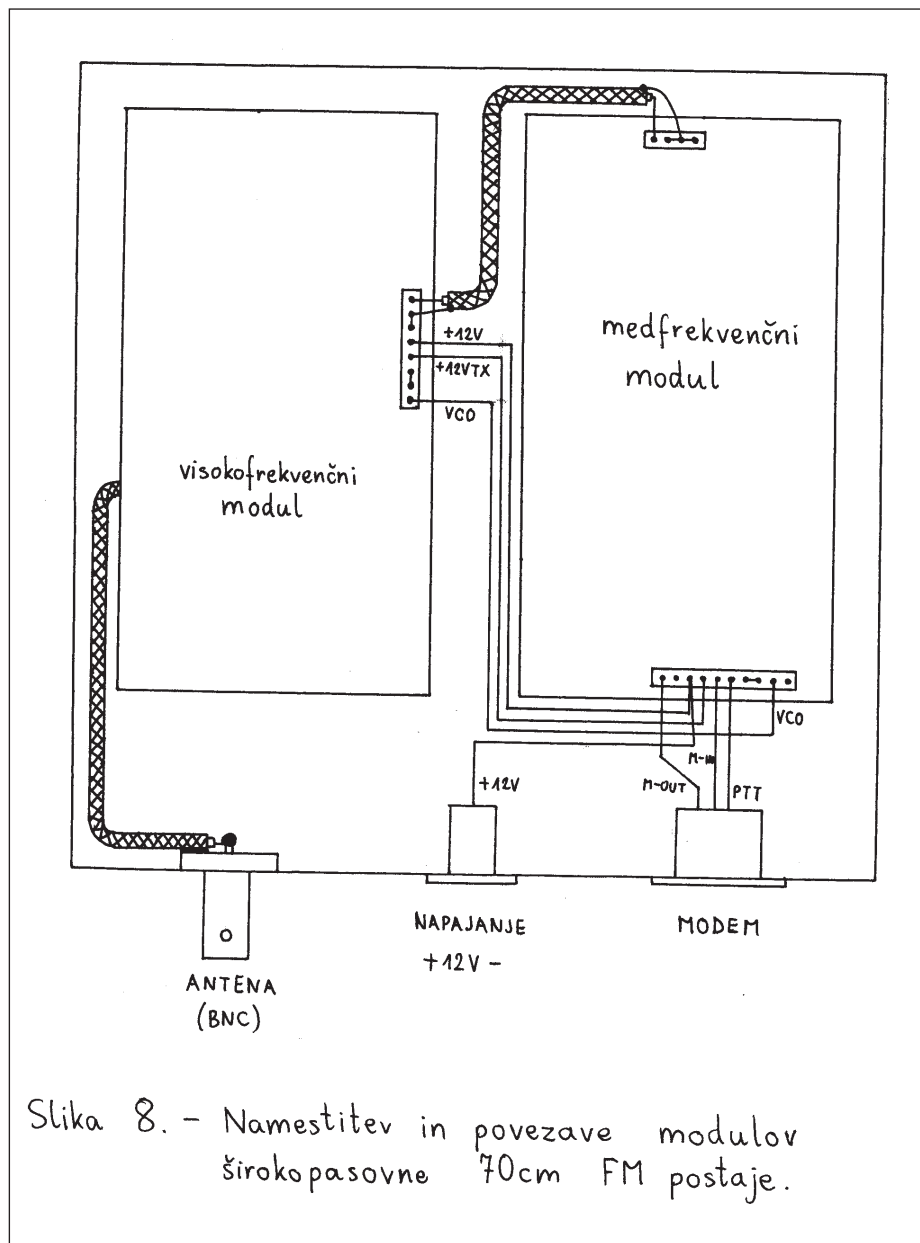 medfrekvenčni
modul
+12V
+12VTX
VCO
visokofrekvenčni
modul
VCO
M-IN
M-OUT
PTT
+12V
NAPAJANJE
+12V -
MODEM
ANTENA
(BNC)
Slika 8. - Namestitev in povezave modulov
širokopasovne 70cm FM postaje.